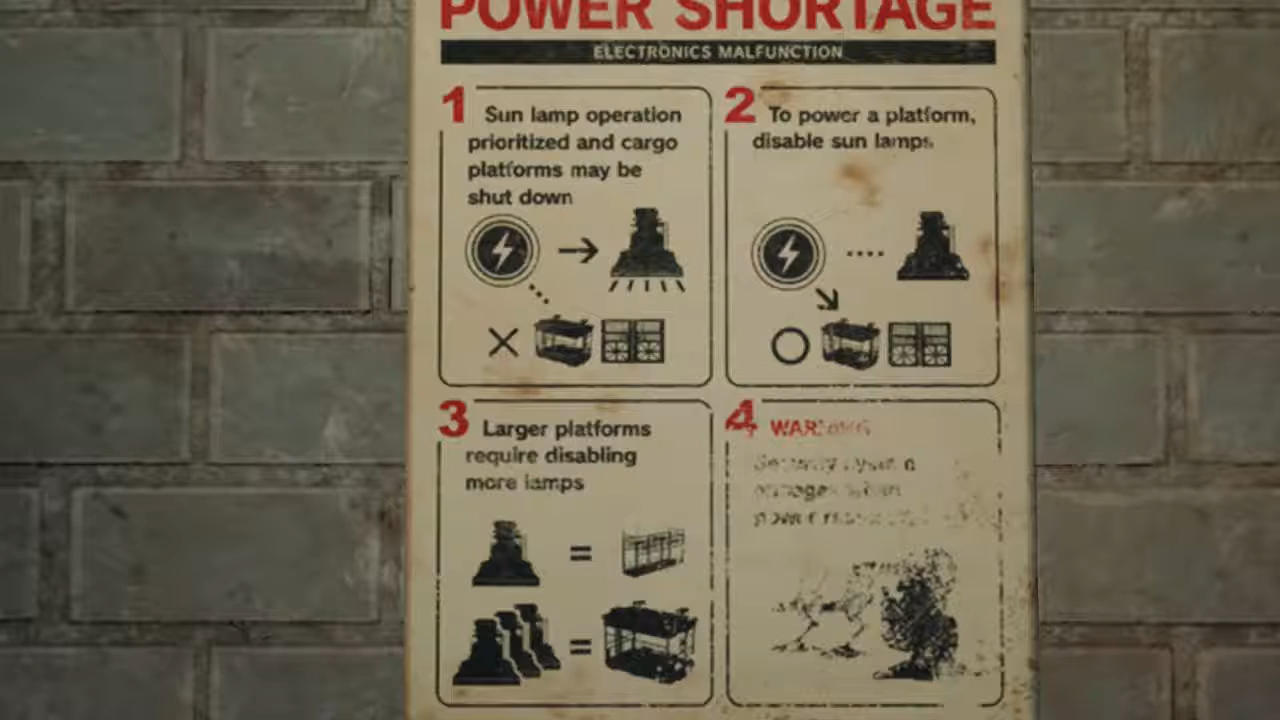 POWER SHORTAGE
ELECTRONICS MALFUNCTION
1 Sun lamp operation
prioritized and cargo
platforms may be
shut down
2 To power a platform,
disable sun lamps
3 Larger platforms
require disabling
more lamps
=
=
4 WARNING